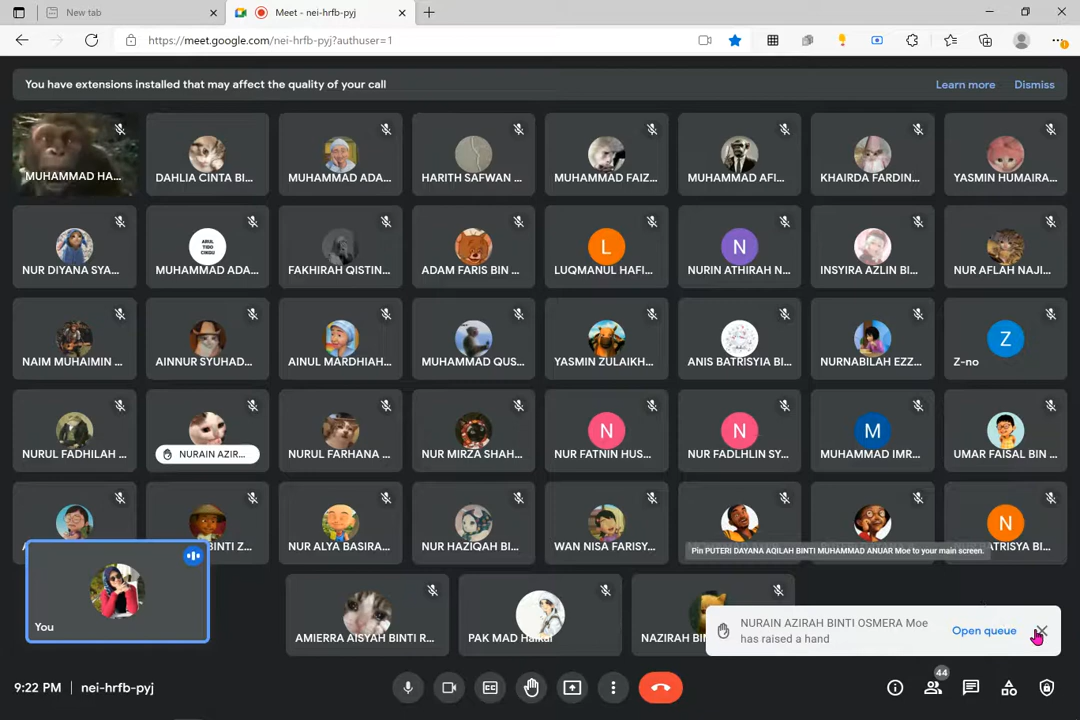 New tab
Meet - nei-hrfb-pyj
https://meet.google.com/nei-hrfb-pyj?authuser=1
You have extensions installed that may affect the quality of your call
Learn more
Dismiss
MUHAMMAD HA...
DAHLIA CINTA BI...
MUHAMMAD ADA...
HARITH SAFWAN ...
MUHAMMAD FAIZ...
MUHAMMAD AFI...
KHAIRDA FARDIN...
YASMIN HUMAIRA...
NUR DIYANA SYA...
ABUL TIDO CIKGU
MUHAMMAD ADA...
FAKHIRAH QISTIN...
ADAM FARIS BIN ...
L
LUQMANUL HAFI...
N
NURIN ATHIRAH N...
INSYIRA AZLIN BI...
NUR AFLAH NAJI...
NAIM MUHAIMIN ...
AINNUR SYUHAD...
AINUL MARDHIAH...
MUHAMMAD QUS...
YASMIN ZULAIKH...
ANIS BATRISYIA BI...
NURNABILAH EZZ...
Z
Z-no
NURUL FADHILAH ...
NURAIN AZIR...
NURUL FARHANA ...
NUR MIRZA SHAH...
N
NUR FATNIN HUS...
N
NUR FADLHLIN SY...
M
MUHAMMAD IMR...
UMAR FAISAL BIN ...
BINTI Z...
NUR ALYA BASIRA...
NUR HAZIQAH BI...
WAN NISA FARISY...
Pin PUTERI DAYANA AQILAH BINTI MUHAMMAD ANUAR Moe to your main screen.
N
ATRISYA BI...
You
AMIERRA AISYAH BINTI R...
PAK MAD Haikal
NAZIRAH BIN
NURAIN AZIRAH BINTI OSMERA Moe
has raised a hand
Open queue
9:22 PM | nei-hrfb-pyj
44